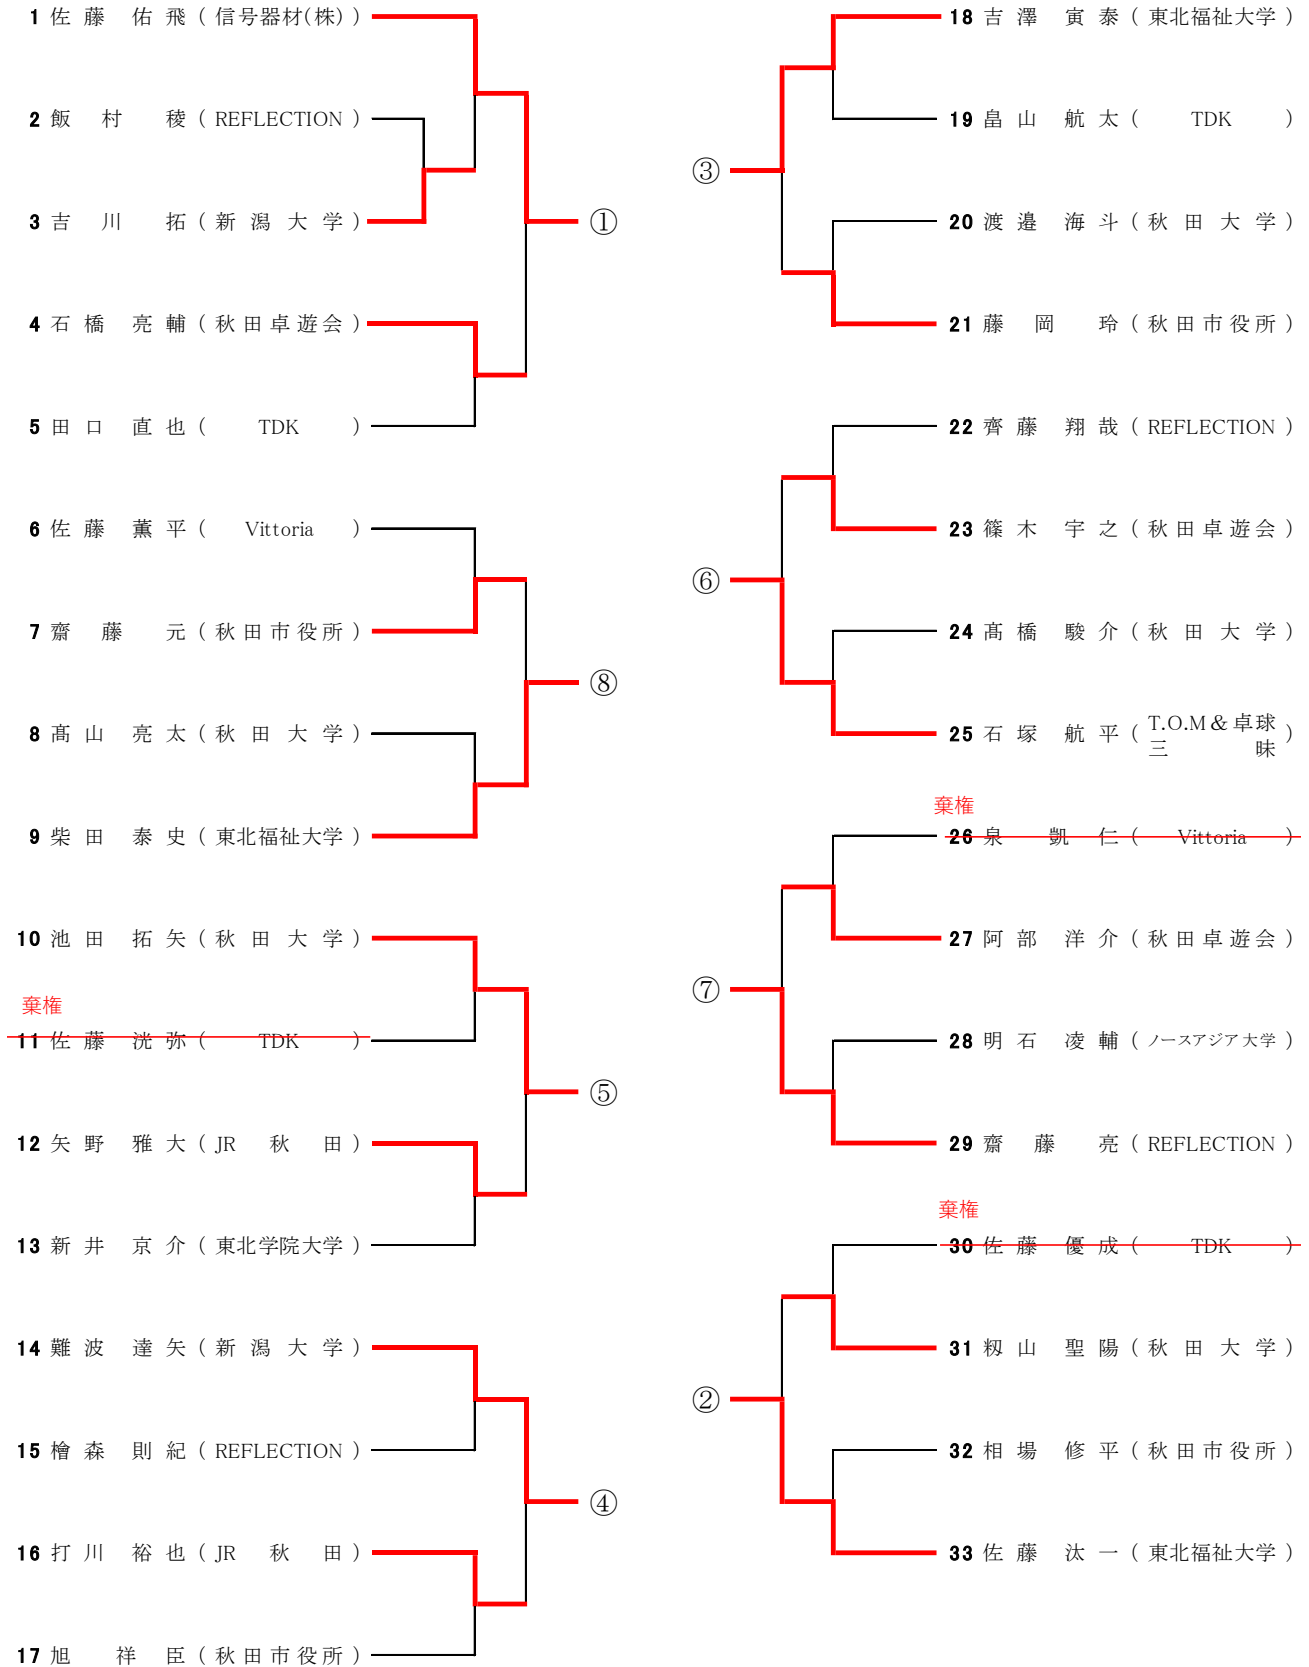 1 佐藤 佑飛 ( 信号器材(株) )
2 飯村 稜 ( REFLECTION )
3 吉川 拓 ( 新潟大学 )
①
4 石橋 亮輔 ( 秋田卓遊会 )
5 田口 直也 ( TDK )
6 佐藤 薫平 ( Vittoria )
7 齋藤 元 ( 秋田市役所 )
⑧
8 髙山 亮太 ( 秋田大学 )
9 柴田 泰史 ( 東北福祉大学 )
10 池田 拓矢 ( 秋田大学 )
棄権
11 佐藤 洸弥 ( TDK )
⑤
12 矢野 雅大 ( JR秋田 )
13 新井 京介 ( 東北学院大学 )
14 難波 達矢 ( 新潟大学 )
15 檜森 則紀 ( REFLECTION )
④
16 打川 裕也 ( JR秋田 )
17 旭 祥臣 ( 秋田市役所 )
18 吉澤 寅泰 ( 東北福祉大学 )
19 畠山 航太 ( TDK )
③
20 渡邉 海斗 ( 秋田大学 )
21 藤岡 玲 ( 秋田市役所 )
22 齊藤 翔哉 ( REFLECTION )
23 篠木 宇之 ( 秋田卓遊会 )
⑥
24 髙橋 駿介 ( 秋田大学 )
25 石塚 航平 ( T.O.M&卓球
三昧 )
棄権
26 泉 凱仁 ( Vittoria )
27 阿部 洋介 ( 秋田卓遊会 )
⑦
28 明石 凌輔 ( ノースアジア大学 )
29 齋藤 亮 ( REFLECTION )
棄権
30 佐藤 優成 ( TDK )
31 籾山 聖陽 ( 秋田大学 )
②
32 相場 修平 ( 秋田市役所 )
33 佐藤 汰一 ( 東北福祉大学 )